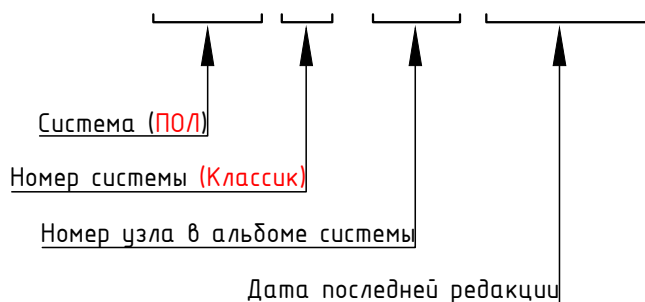 Система (ПОЛ)
Номер системы (Классик)
Номер узла в альбоме системы
Дата последней редакции